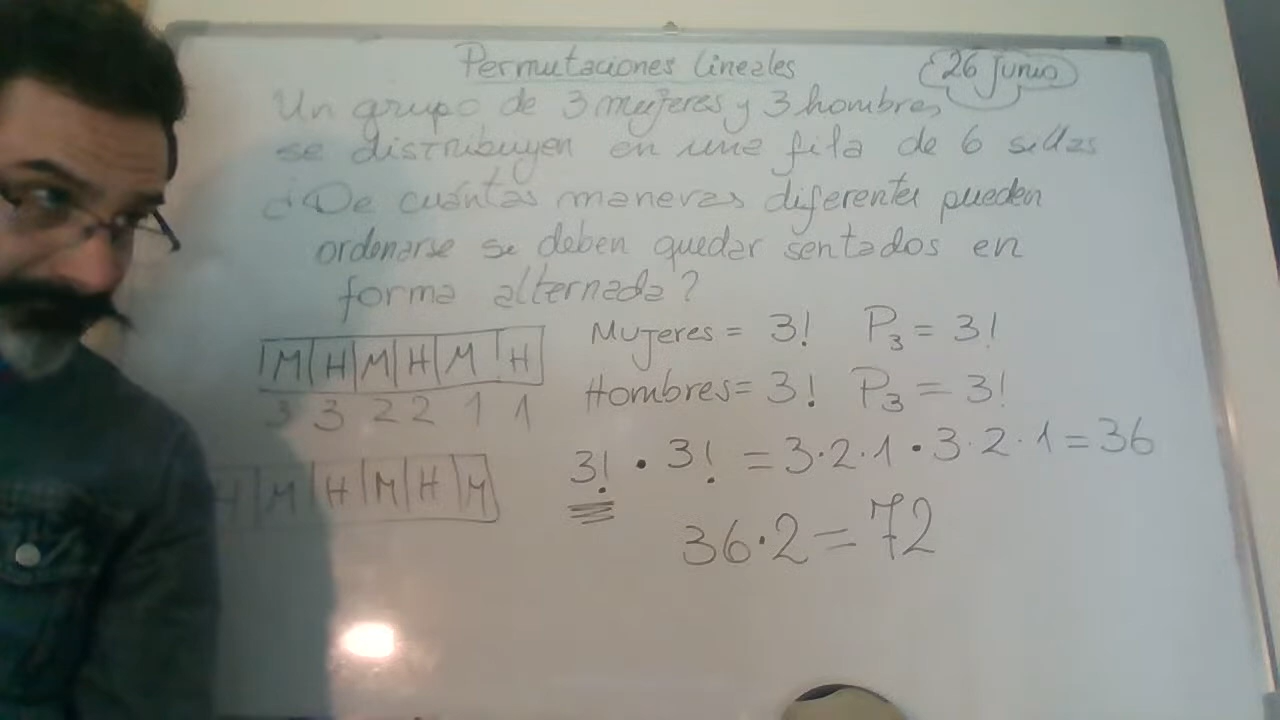 Permutaciones lineales
26 Junio
Un grupo de 3 mujeres y 3 hombres
se distribuyen en una fila de 6 sillas
¿De cuántas maneras diferentes pueden
ordenarse se deben quedar sentados en
forma alternada?
M H M H M H
3 3 2 2 1 1
H M H M H M
Mujeres = 3! P₃ = 3!
Hombres = 3! P₃ = 3!
3! · 3! = 3·2·1 · 3·2·1 = 36
36·2 = 72